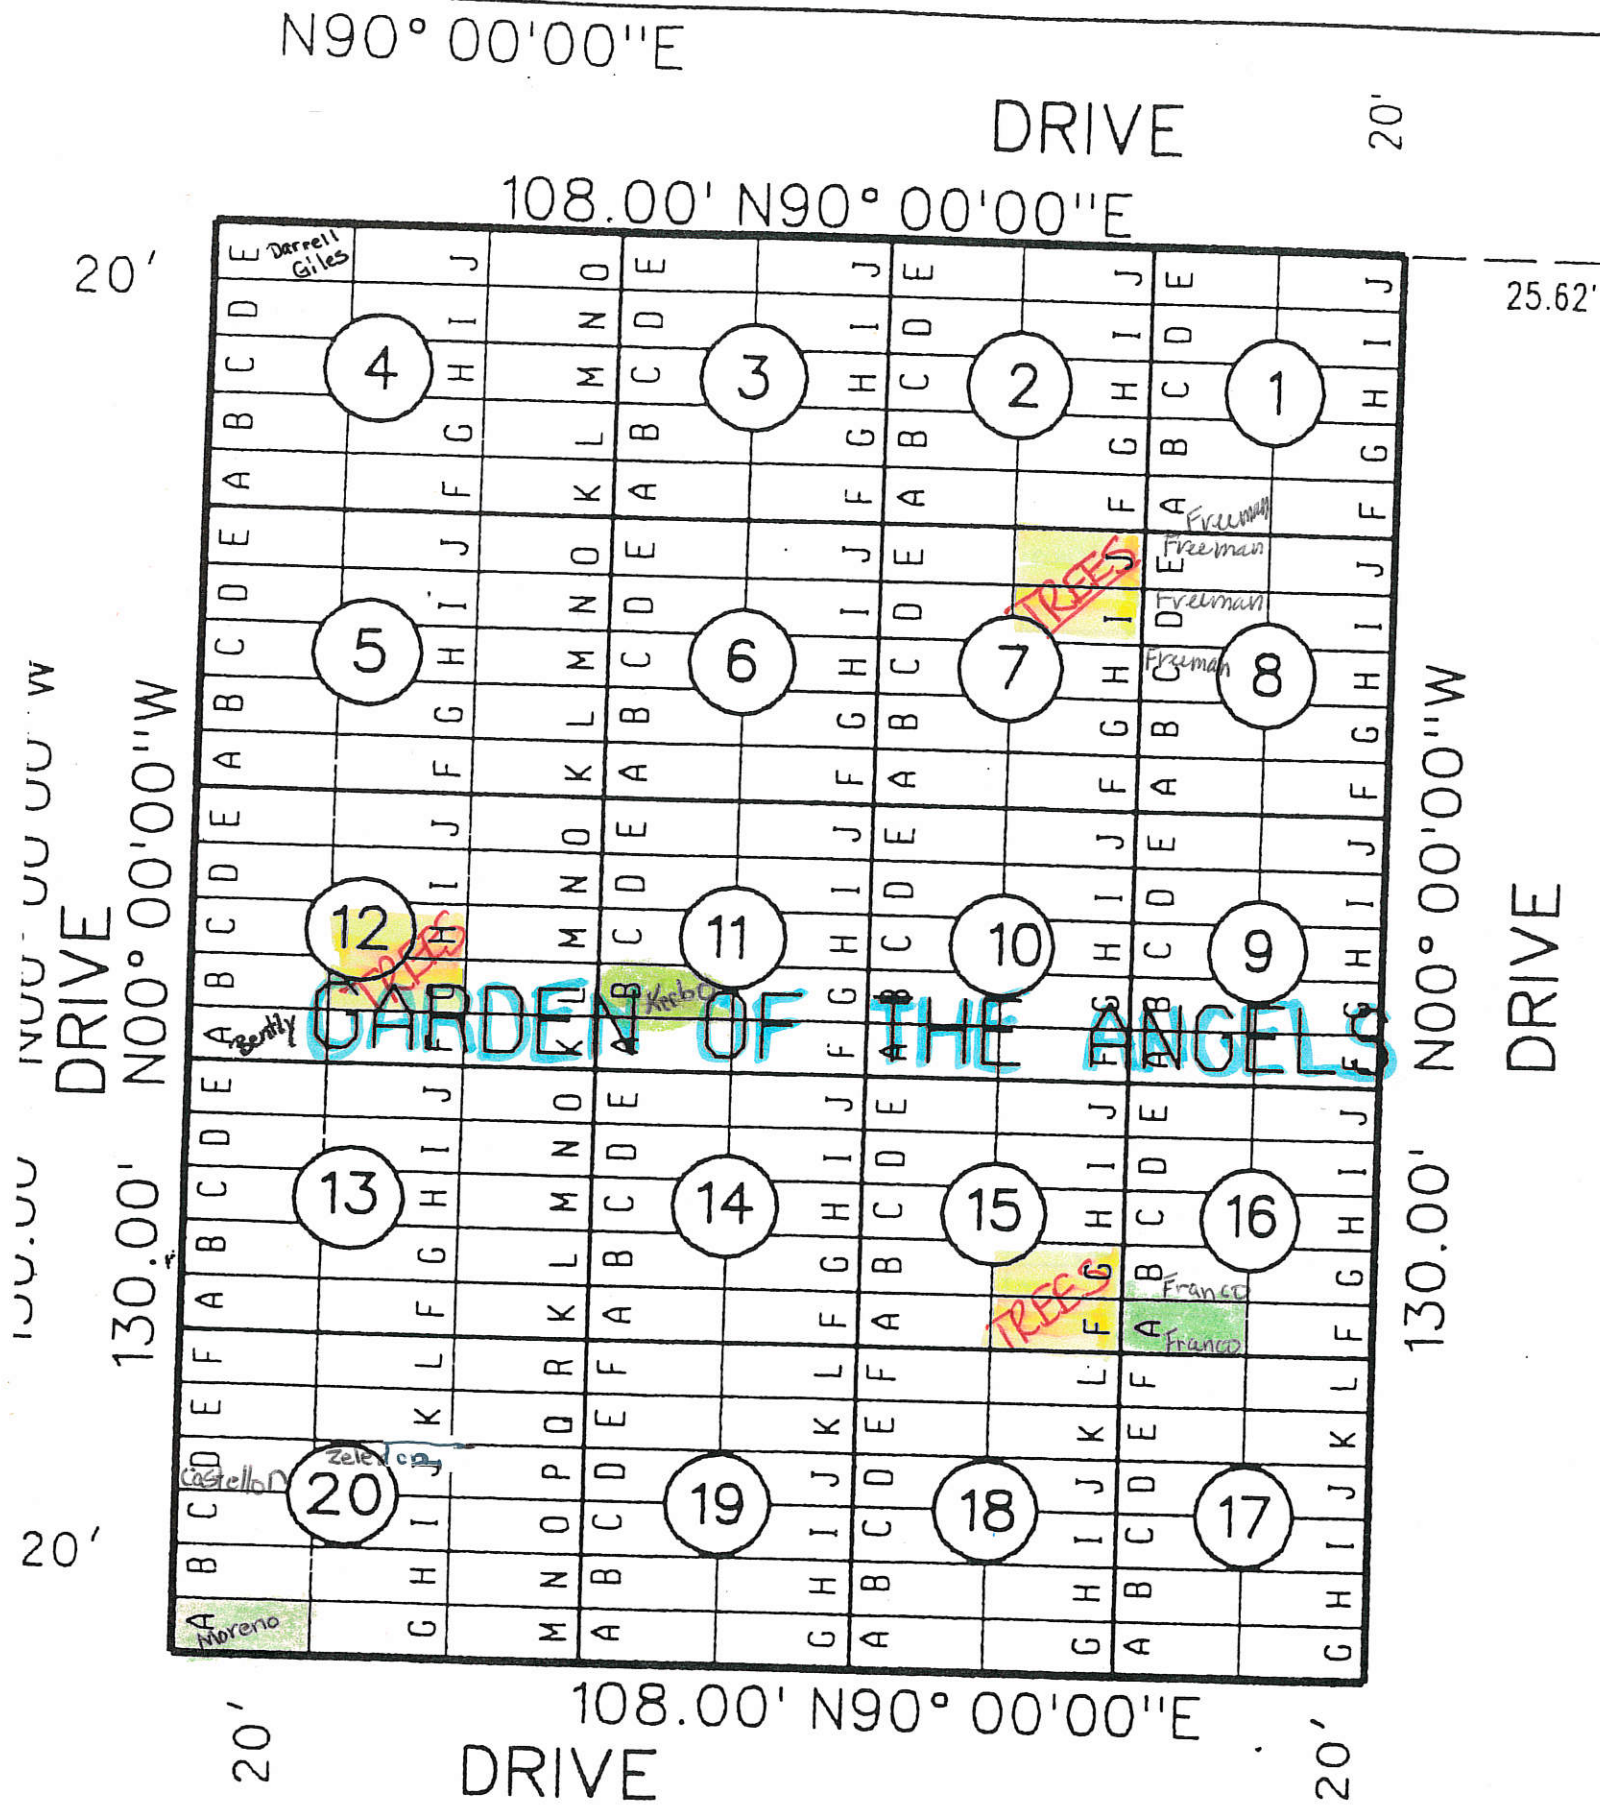 N90° 00'00"E
DRIVE
20'
108.00' N90° 00'00"E
20'
25.62'
E Darrell Giles J O E J E J E J
D I N D I D I D I
4 3 2 1
C H M C H C H C H
B G L B G B G B G
A F K A F A F A Freeman F
E J O E J E J E Freeman J
TREES
D I N D I D I D Freeman I
5 6 7 8
C H M C H C H C Freeman H
B G L B G B G B G
A F K A F A F A F
E J O E J E J E J
D I N D I D I D I
12 11 10 9
C H M C H C H C H
TREES
B G L B G B G B G
GARDEN OF THE ANGELS
A Bently F K A F A F A F
E J O E J E J E J
D I N D I D I D I
13 14 15 16
C H M C H C H C H
B G L B G B G B Franco G
TREES
A F K A F A F A Franco F
F L R F L F L F L
E K Q E K E K E K
D Castellon J P D J D J D J
20 19 18 17
C I O C I C I C I
B H N B H B H B H
A Moreno G M A G A G A G
DRIVE
N00° 00'00"W
130.00'
N00° 00'00"W
130.00'
DRIVE
20'
108.00' N90° 00'00"E
20'
DRIVE
20'